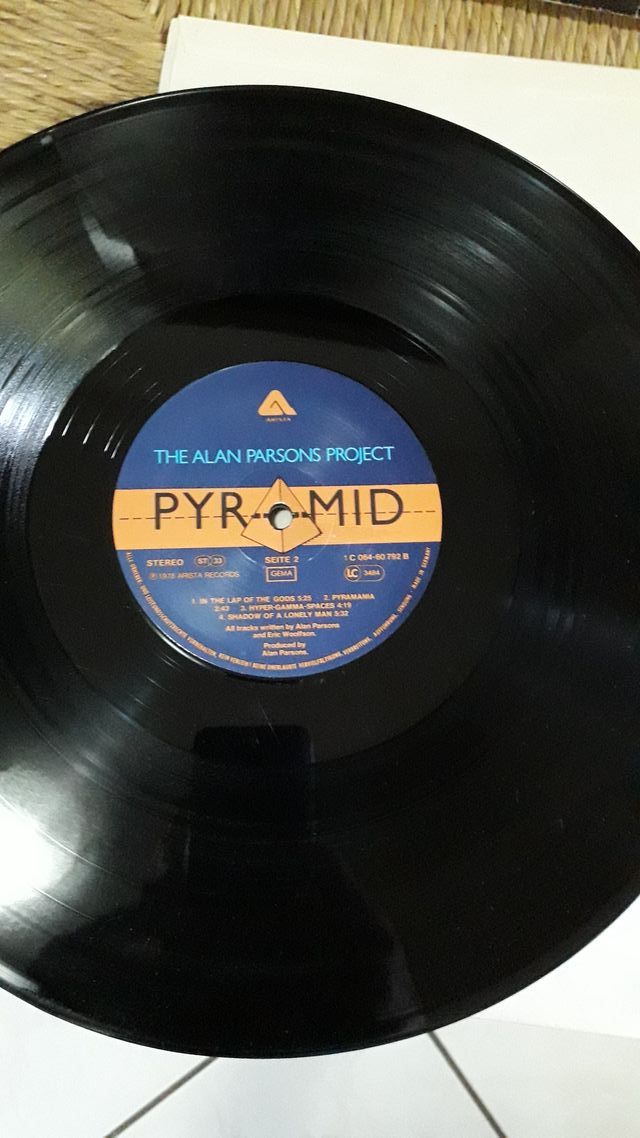 ARISTA
THE ALAN PARSONS PROJECT
PYRAMID
STEREO ST 33 SEITE 2 1 C 064-60 792 B
℗ 1978 ARISTA RECORDS GEMA LC 3484
1. IN THE LAP OF THE GODS 5:25 2. PYRAMANIA
2:47 3. HYPER-GAMMA-SPACES 4:19
4. SHADOW OF A LONELY MAN 5:32
All tracks written by Alan Parsons
and Eric Woolfson.
Produced by
Alan Parsons.
MADE IN GERMANY